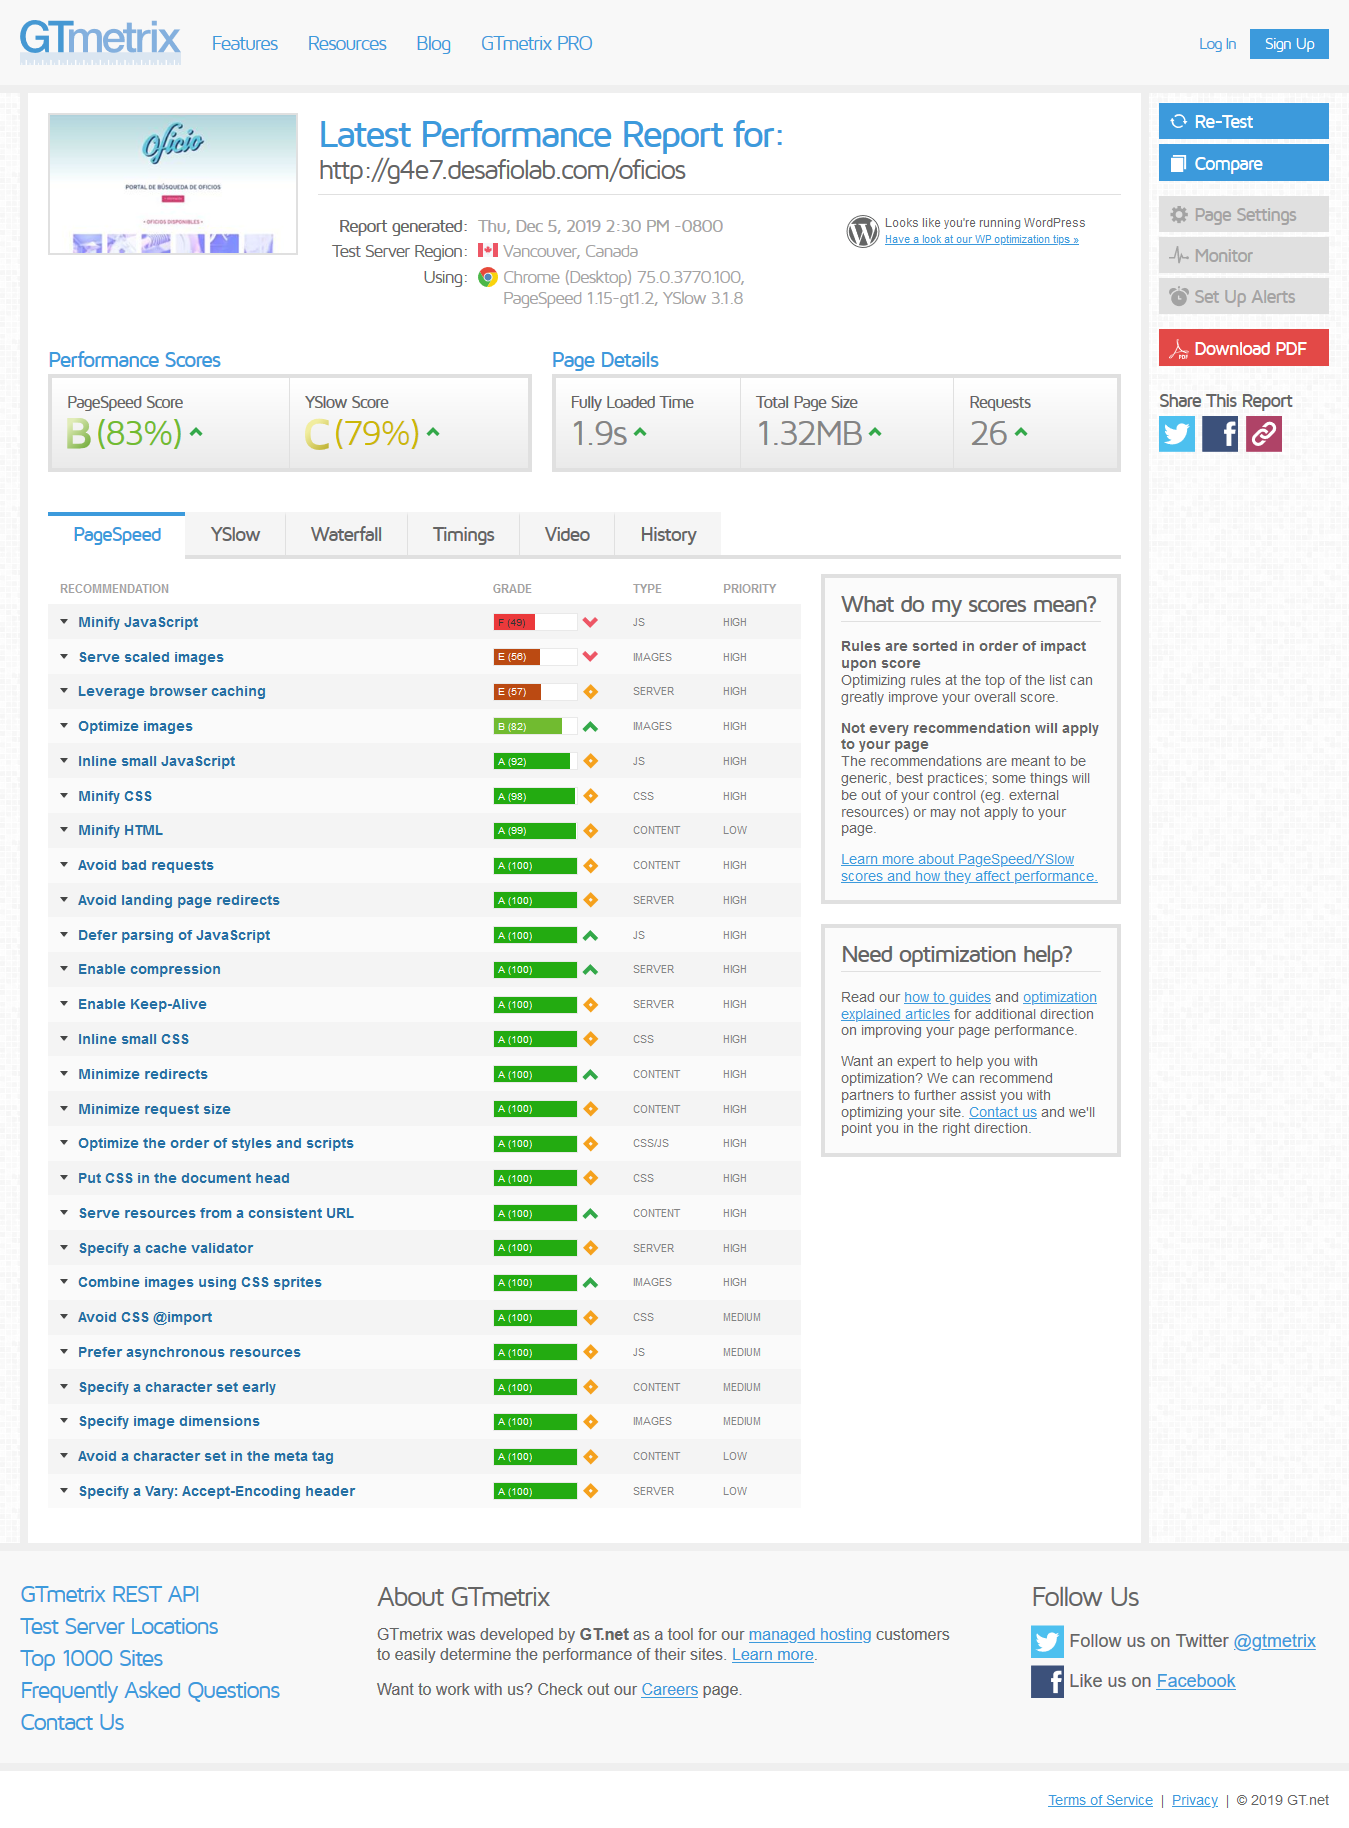 GTmetrix
Features Resources Blog GTmetrix PRO
Log In Sign Up
Oficio
PORTAL DE BÚSQUEDA DE OFICIOS
• OFICIOS DISPONIBLES •
Latest Performance Report for:
http://g4e7.desafiolab.com/oficios
Report generated: Thu, Dec 5, 2019 2:30 PM -0800
Test Server Region: Vancouver, Canada
Using: Chrome (Desktop) 75.0.3770.100,
PageSpeed 1.15-gt1.2, YSlow 3.1.8
Looks like you're running WordPress
Have a look at our WP optimization tips »
Re-Test
Compare
Page Settings
Monitor
Set Up Alerts
Download PDF
Share This Report
Performance Scores
PageSpeed Score
B (83%)
YSlow Score
C (79%)
Page Details
Fully Loaded Time
1.9s
Total Page Size
1.32MB
Requests
26
PageSpeed YSlow Waterfall Timings Video History
RECOMMENDATION GRADE TYPE PRIORITY
Minify JavaScript F (49) JS HIGH
Serve scaled images E (56) IMAGES HIGH
Leverage browser caching E (57) SERVER HIGH
Optimize images B (82) IMAGES HIGH
Inline small JavaScript A (92) JS HIGH
Minify CSS A (98) CSS HIGH
Minify HTML A (99) CONTENT LOW
Avoid bad requests A (100) CONTENT HIGH
Avoid landing page redirects A (100) SERVER HIGH
Defer parsing of JavaScript A (100) JS HIGH
Enable compression A (100) SERVER HIGH
Enable Keep-Alive A (100) SERVER HIGH
Inline small CSS A (100) CSS HIGH
Minimize redirects A (100) CONTENT HIGH
Minimize request size A (100) CONTENT HIGH
Optimize the order of styles and scripts A (100) CSS/JS HIGH
Put CSS in the document head A (100) CSS HIGH
Serve resources from a consistent URL A (100) CONTENT HIGH
Specify a cache validator A (100) SERVER HIGH
Combine images using CSS sprites A (100) IMAGES HIGH
Avoid CSS @import A (100) CSS MEDIUM
Prefer asynchronous resources A (100) JS MEDIUM
Specify a character set early A (100) CONTENT MEDIUM
Specify image dimensions A (100) IMAGES MEDIUM
Avoid a character set in the meta tag A (100) CONTENT LOW
Specify a Vary: Accept-Encoding header A (100) SERVER LOW
What do my scores mean?
Rules are sorted in order of impact
upon score
Optimizing rules at the top of the list can
greatly improve your overall score.
Not every recommendation will apply
to your page
The recommendations are meant to be
generic, best practices; some things will
be out of your control (eg. external
resources) or may not apply to your
page.
Learn more about PageSpeed/YSlow
scores and how they affect performance.
Need optimization help?
Read our how to guides and optimization
explained articles for additional direction
on improving your page performance.
Want an expert to help you with
optimization? We can recommend
partners to further assist you with
optimizing your site. Contact us and we'll
point you in the right direction.
GTmetrix REST API
Test Server Locations
Top 1000 Sites
Frequently Asked Questions
Contact Us
About GTmetrix
GTmetrix was developed by GT.net as a tool for our managed hosting customers
to easily determine the performance of their sites. Learn more.
Want to work with us? Check out our Careers page.
Follow Us
Follow us on Twitter @gtmetrix
Like us on Facebook
Terms of Service | Privacy | © 2019 GT.net